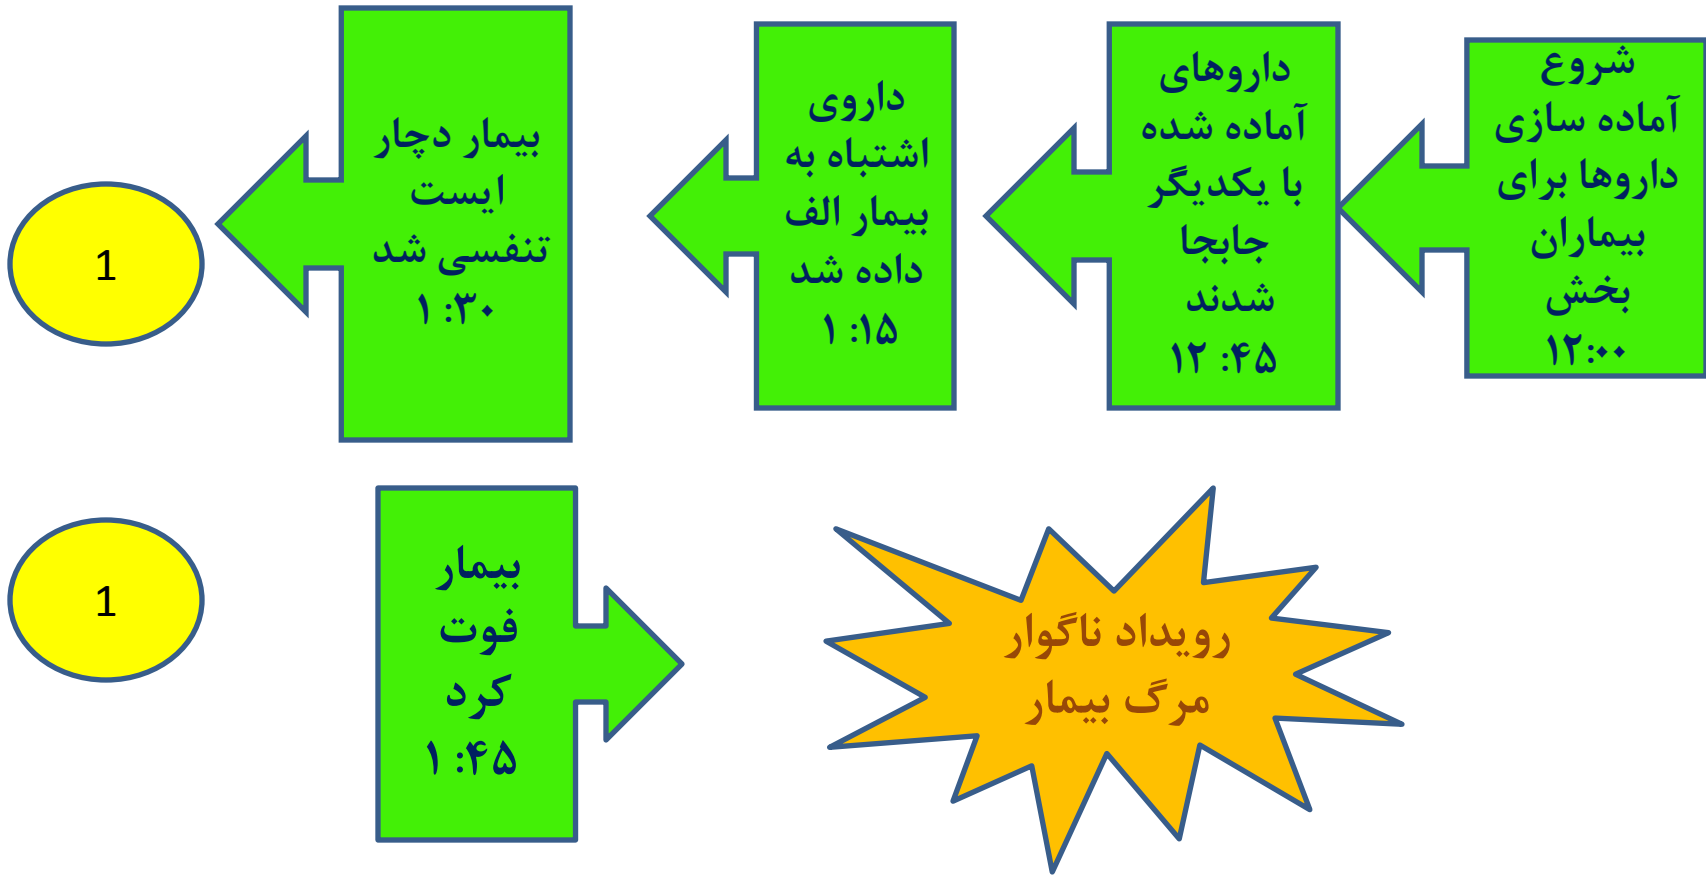 شروع
آماده سازی
داروها برای
بیماران
بخش
۱۲:۰۰
داروهای
آماده شده
با یکدیگر
جابجا
شدند
۱۲ :۴۵
داروی
اشتباه به
بیمار الف
داده شد
۱ :۱۵
بیمار دچار
ایست
تنفسی شد
۱ :۳۰
1
1
بیمار
فوت
کرد
۱ :۴۵
رویداد ناگوار
مرگ بیمار